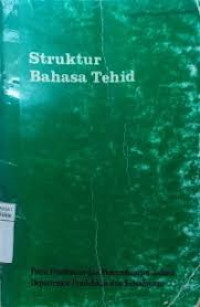 Struktur
Bahasa Tehid
Pusat Pembinaan dan Pengembangan Bahasa
Departemen Pendidikan dan Kebudayaan